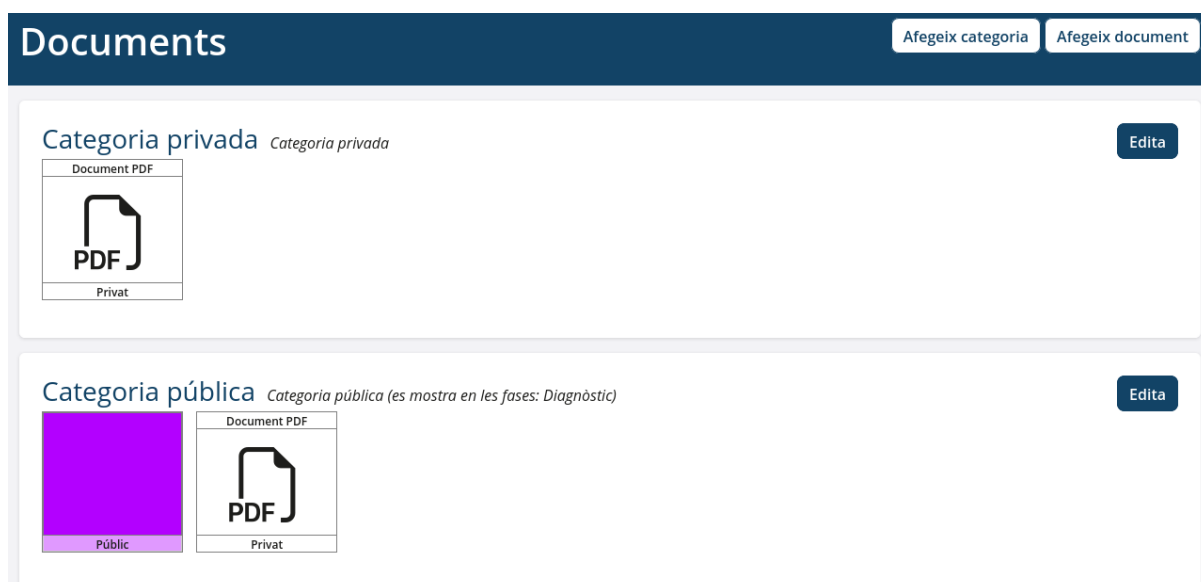 Documents
Afegeix categoria Afegeix document
Categoria privada Categoria privada
Edita
Document PDF
PDF
Privat
Categoria pública Categoria pública (es mostra en les fases: Diagnòstic)
Edita
Document PDF
PDF
Públic Privat